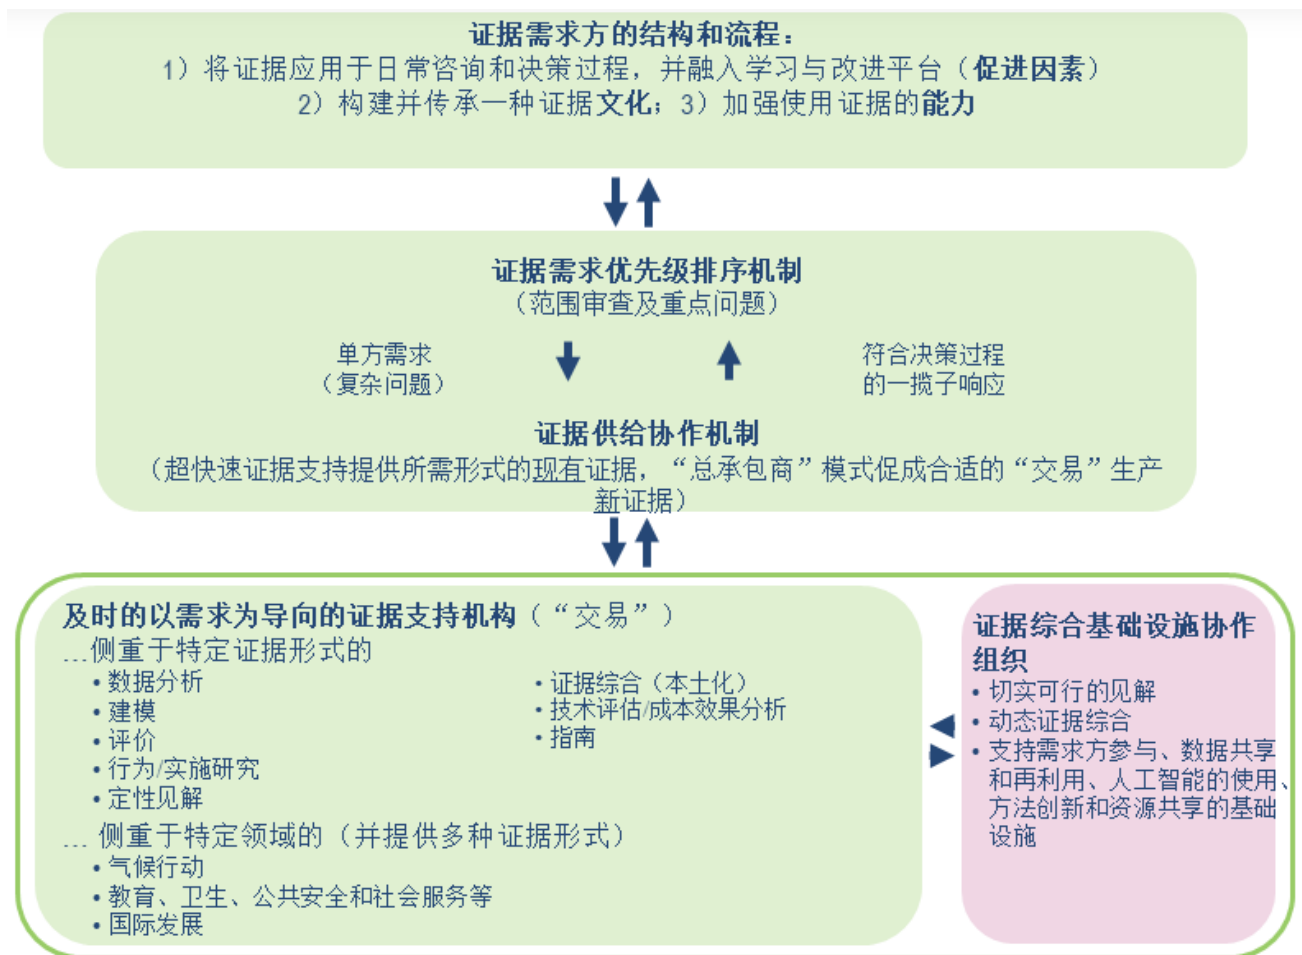 证据需求方的结构和流程：
1）将证据应用于日常咨询和决策过程，并融入学习与改进平台（促进因素）
2）构建并传承一种证据文化；3）加强使用证据的能力
证据需求优先级排序机制
（范围审查及重点问题）
单方需求
（复杂问题）
符合决策过程
的一揽子响应
证据供给协作机制
（超快速证据支持提供所需形式的现有证据，“总承包商”模式促成合适的“交易”生产
新证据）
及时的以需求为导向的证据支持机构（“交易”）
…侧重于特定证据形式的
•数据分析
•建模
•评价
•行为/实施研究
•定性见解
•证据综合（本土化）
•技术评估/成本效果分析
•指南
… 侧重于特定领域的（并提供多种证据形式）
•气候行动
•教育、卫生、公共安全和社会服务等
•国际发展
证据综合基础设施协作
组织
•切实可行的见解
•动态证据综合
•支持需求方参与、数据共享
和再利用、人工智能的使用、
方法创新和资源共享的基础
设施